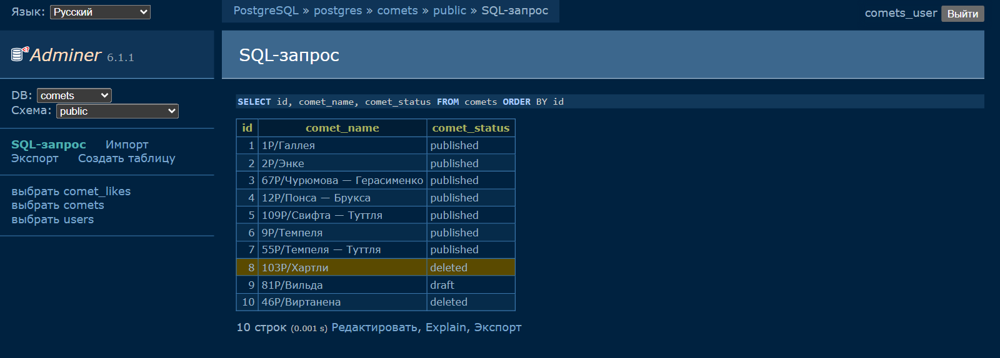 Язык: Русский
PostgreSQL » postgres » comets » public » SQL-запрос
comets_user Выйти
Adminer 6.1.1
SQL-запрос
DB: comets
Схема: public
SQL-запрос Импорт
Экспорт Создать таблицу
выбрать comet_likes
выбрать comets
выбрать users
SELECT id, comet_name, comet_status FROM comets ORDER BY id
id comet_name comet_status
1 1P/Галлея published
2 2P/Энке published
3 67P/Чурюмова — Герасименко published
4 12P/Понса — Брукса published
5 109P/Свифта — Туттля published
6 9P/Темпеля published
7 55P/Темпеля — Туттля published
8 103P/Хартли deleted
9 81P/Вильда draft
10 46P/Виртанена deleted
10 строк (0.001 s) Редактировать, Explain, Экспорт